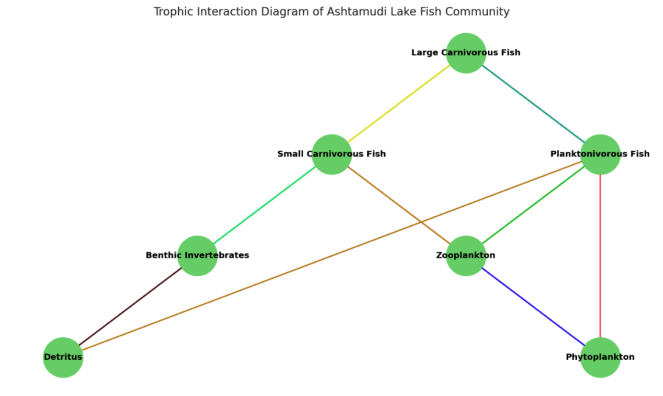 Trophic Interaction Diagram of Ashtamudi Lake Fish Community
Large Carnivorous Fish
Small Carnivorous Fish
Planktonivorous Fish
Benthic Invertebrates
Zooplankton
Detritus
Phytoplankton